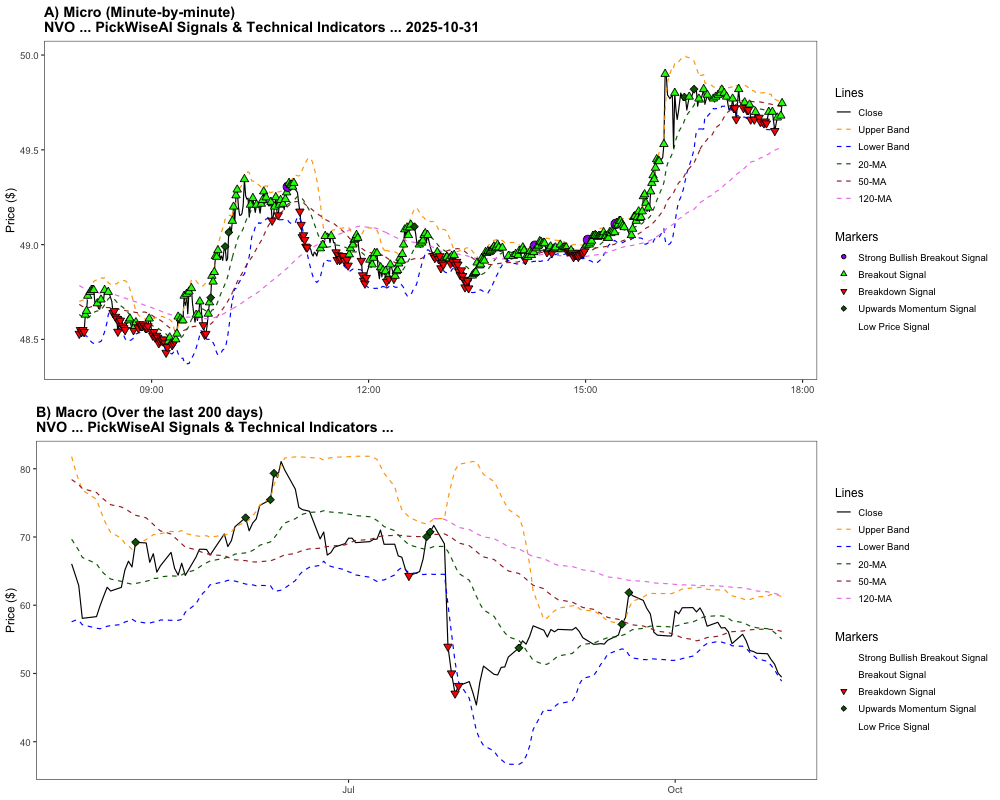 A) Micro (Minute-by-minute)
NVO ... PickWiseAI Signals & Technical Indicators ... 2025-10-31
Price ($)
50.0
49.5
49.0
48.5
09:00
12:00
15:00
18:00
Lines
Close
Upper Band
Lower Band
20-MA
50-MA
120-MA
Markers
Strong Bullish Breakout Signal
Breakout Signal
Breakdown Signal
Upwards Momentum Signal
Low Price Signal
B) Macro (Over the last 200 days)
NVO ... PickWiseAI Signals & Technical Indicators ...
Price ($)
80
70
60
50
40
Jul
Oct
Lines
Close
Upper Band
Lower Band
20-MA
50-MA
120-MA
Markers
Strong Bullish Breakout Signal
Breakout Signal
Breakdown Signal
Upwards Momentum Signal
Low Price Signal